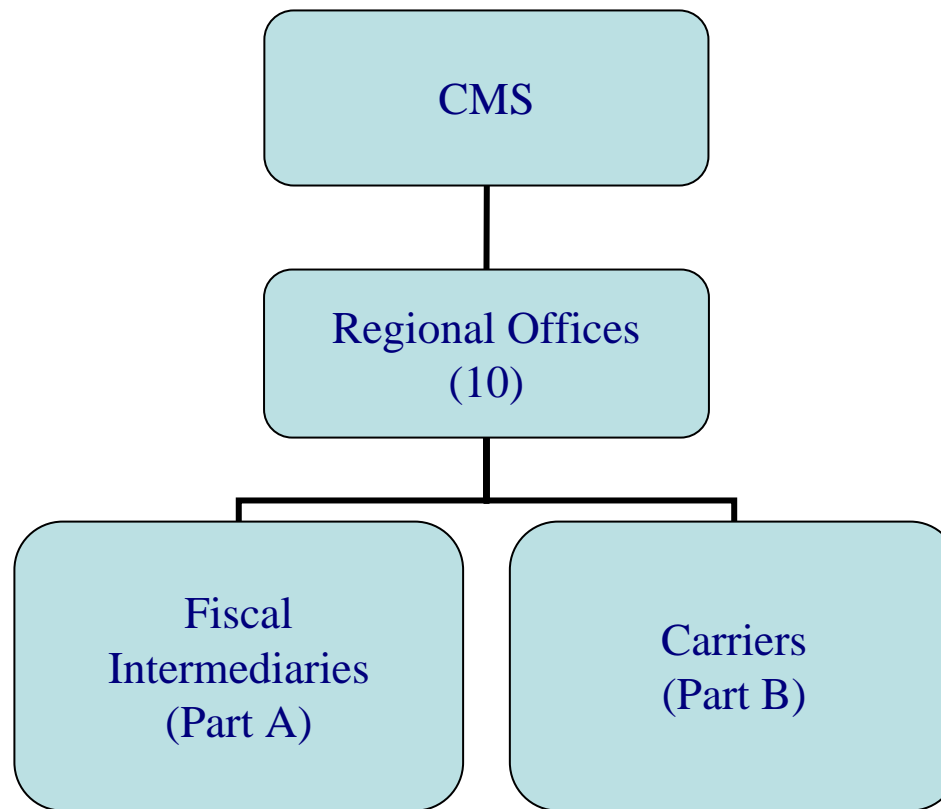 CMS
Regional Offices
(10)
Fiscal
Intermediaries
(Part A)
Carriers
(Part B)